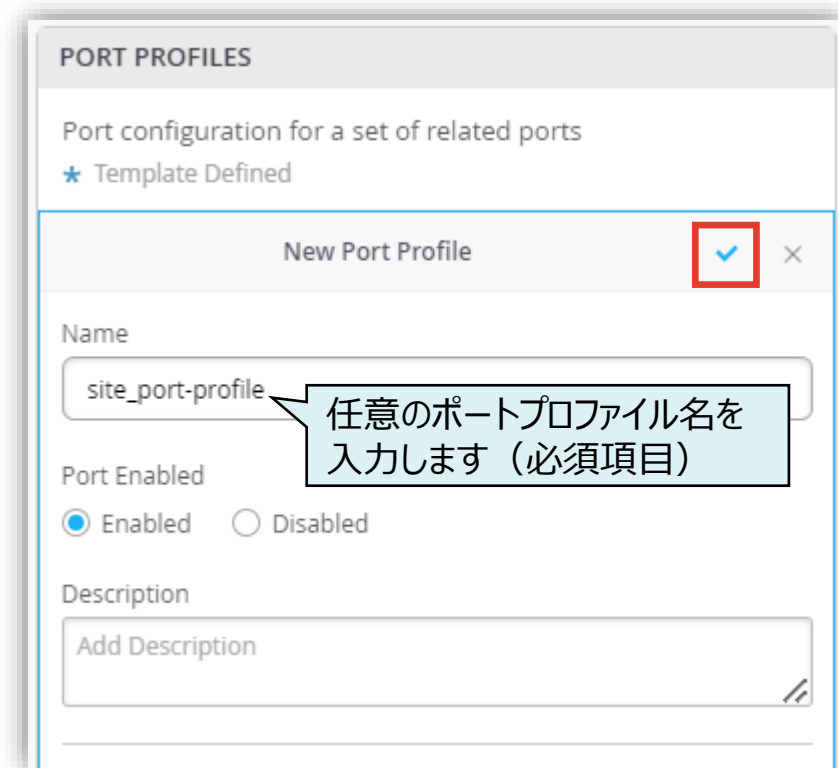 PORT PROFILES
Port configuration for a set of related ports
* Template Defined
New Port Profile
Name
site_port-profile
任意のポートプロファイル名を
入力します（必須項目）
Port Enabled
Enabled Disabled
Description
Add Description